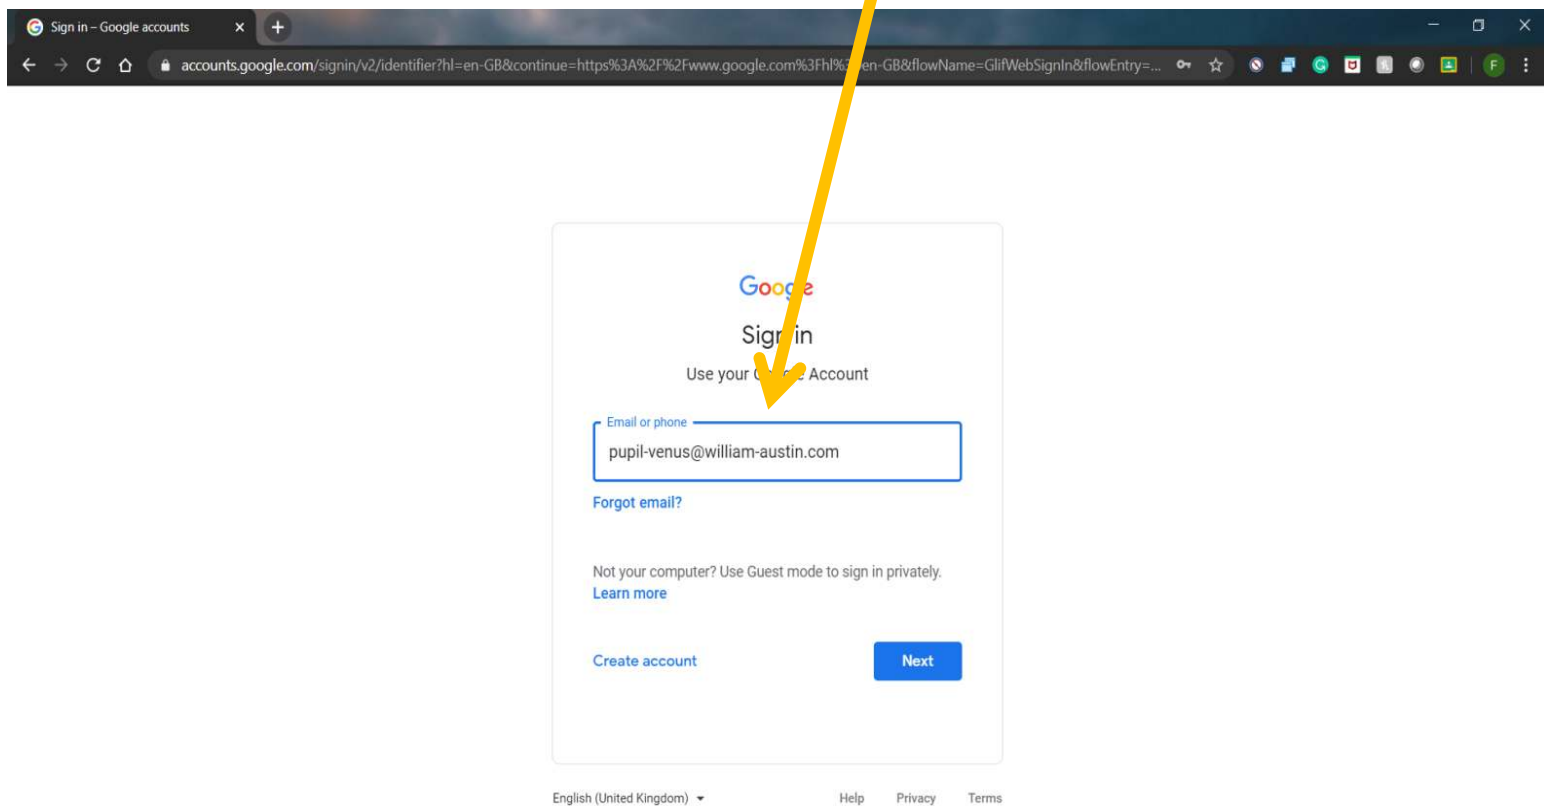 Sign in – Google accounts
accounts.google.com/signin/v2/identifier?hl=en-GB&continue=https%3A%2F%2Fwww.google.com%3Fhl% en-GB&flowName=GlifWebSignIn&flowEntry=... F
Google
Sign in
Use your Google Account
Email or phone
pupil-venus@william-austin.com
Forgot email?
Not your computer? Use Guest mode to sign in privately.
Learn more
Create account Next
English (United Kingdom) Help Privacy Terms